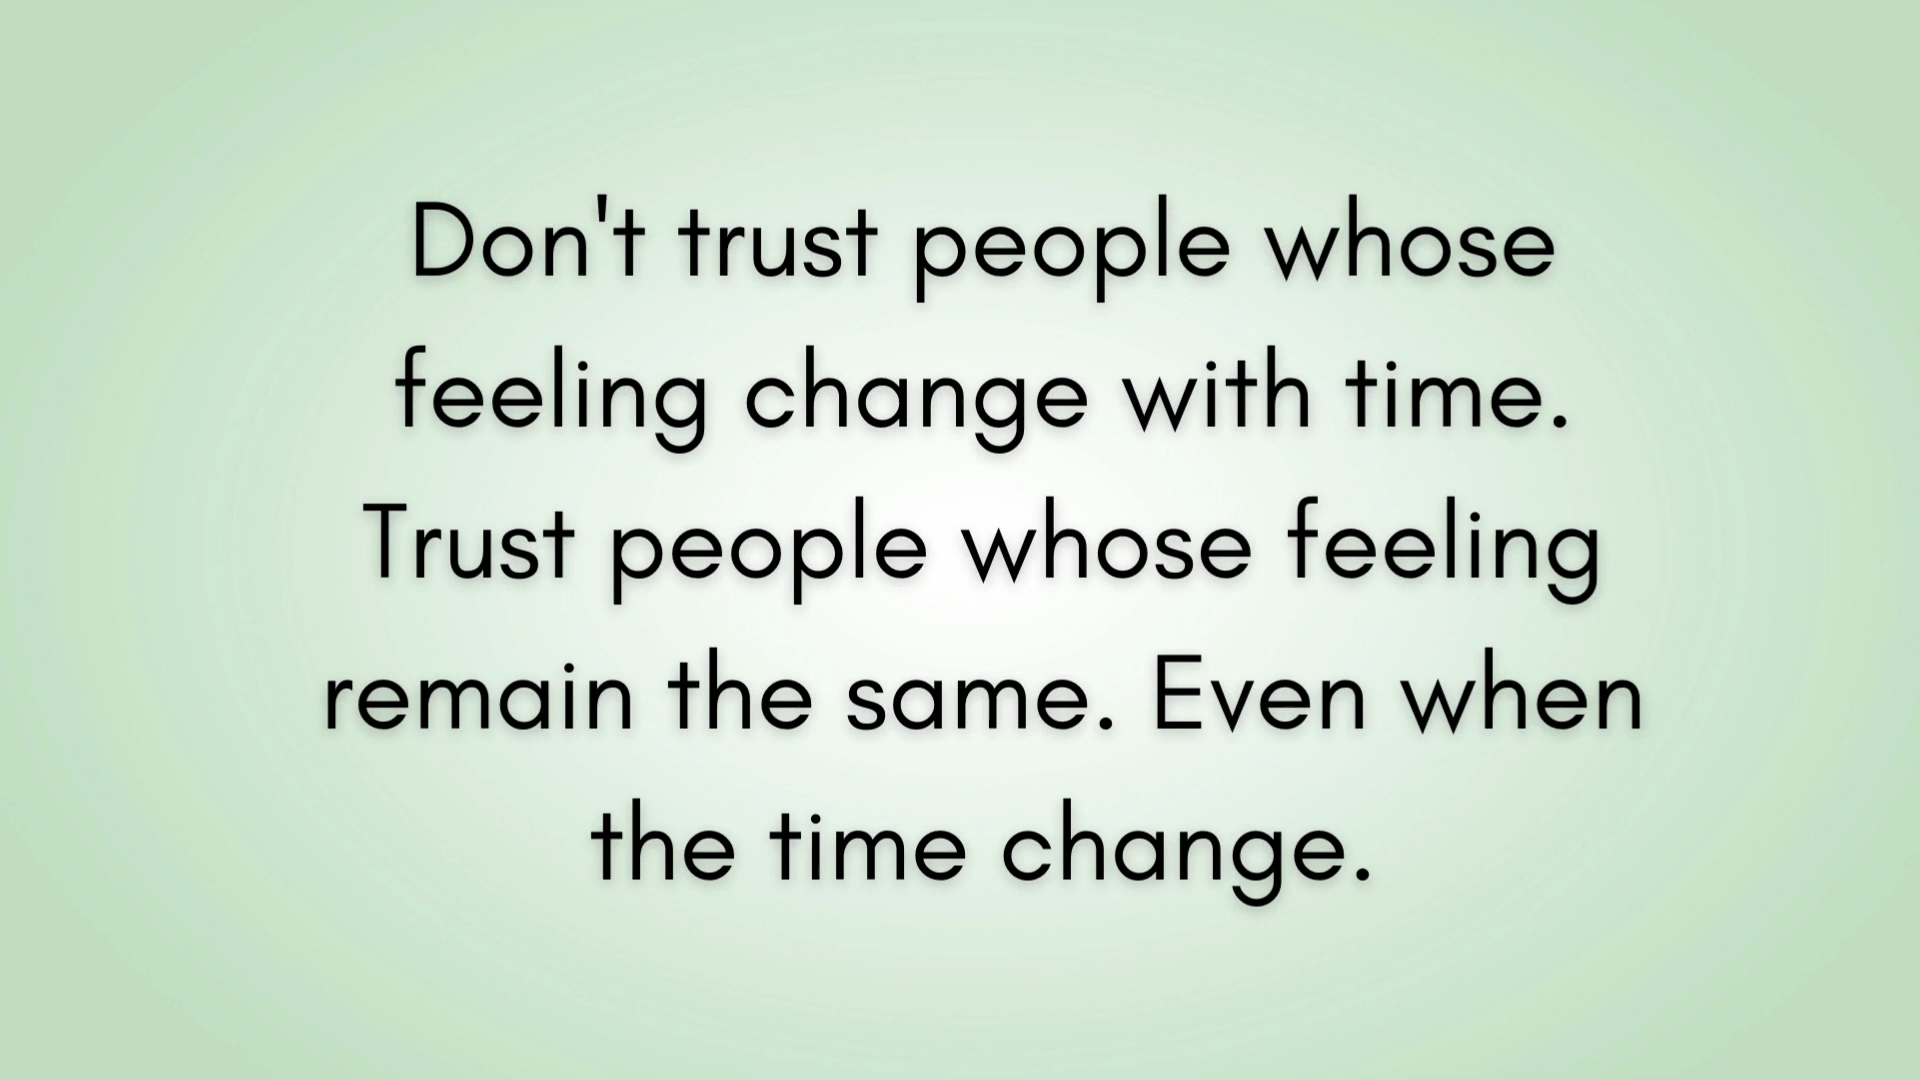 Don't trust people whose
feeling change with time.
Trust people whose feeling
remain the same. Even when
the time change.